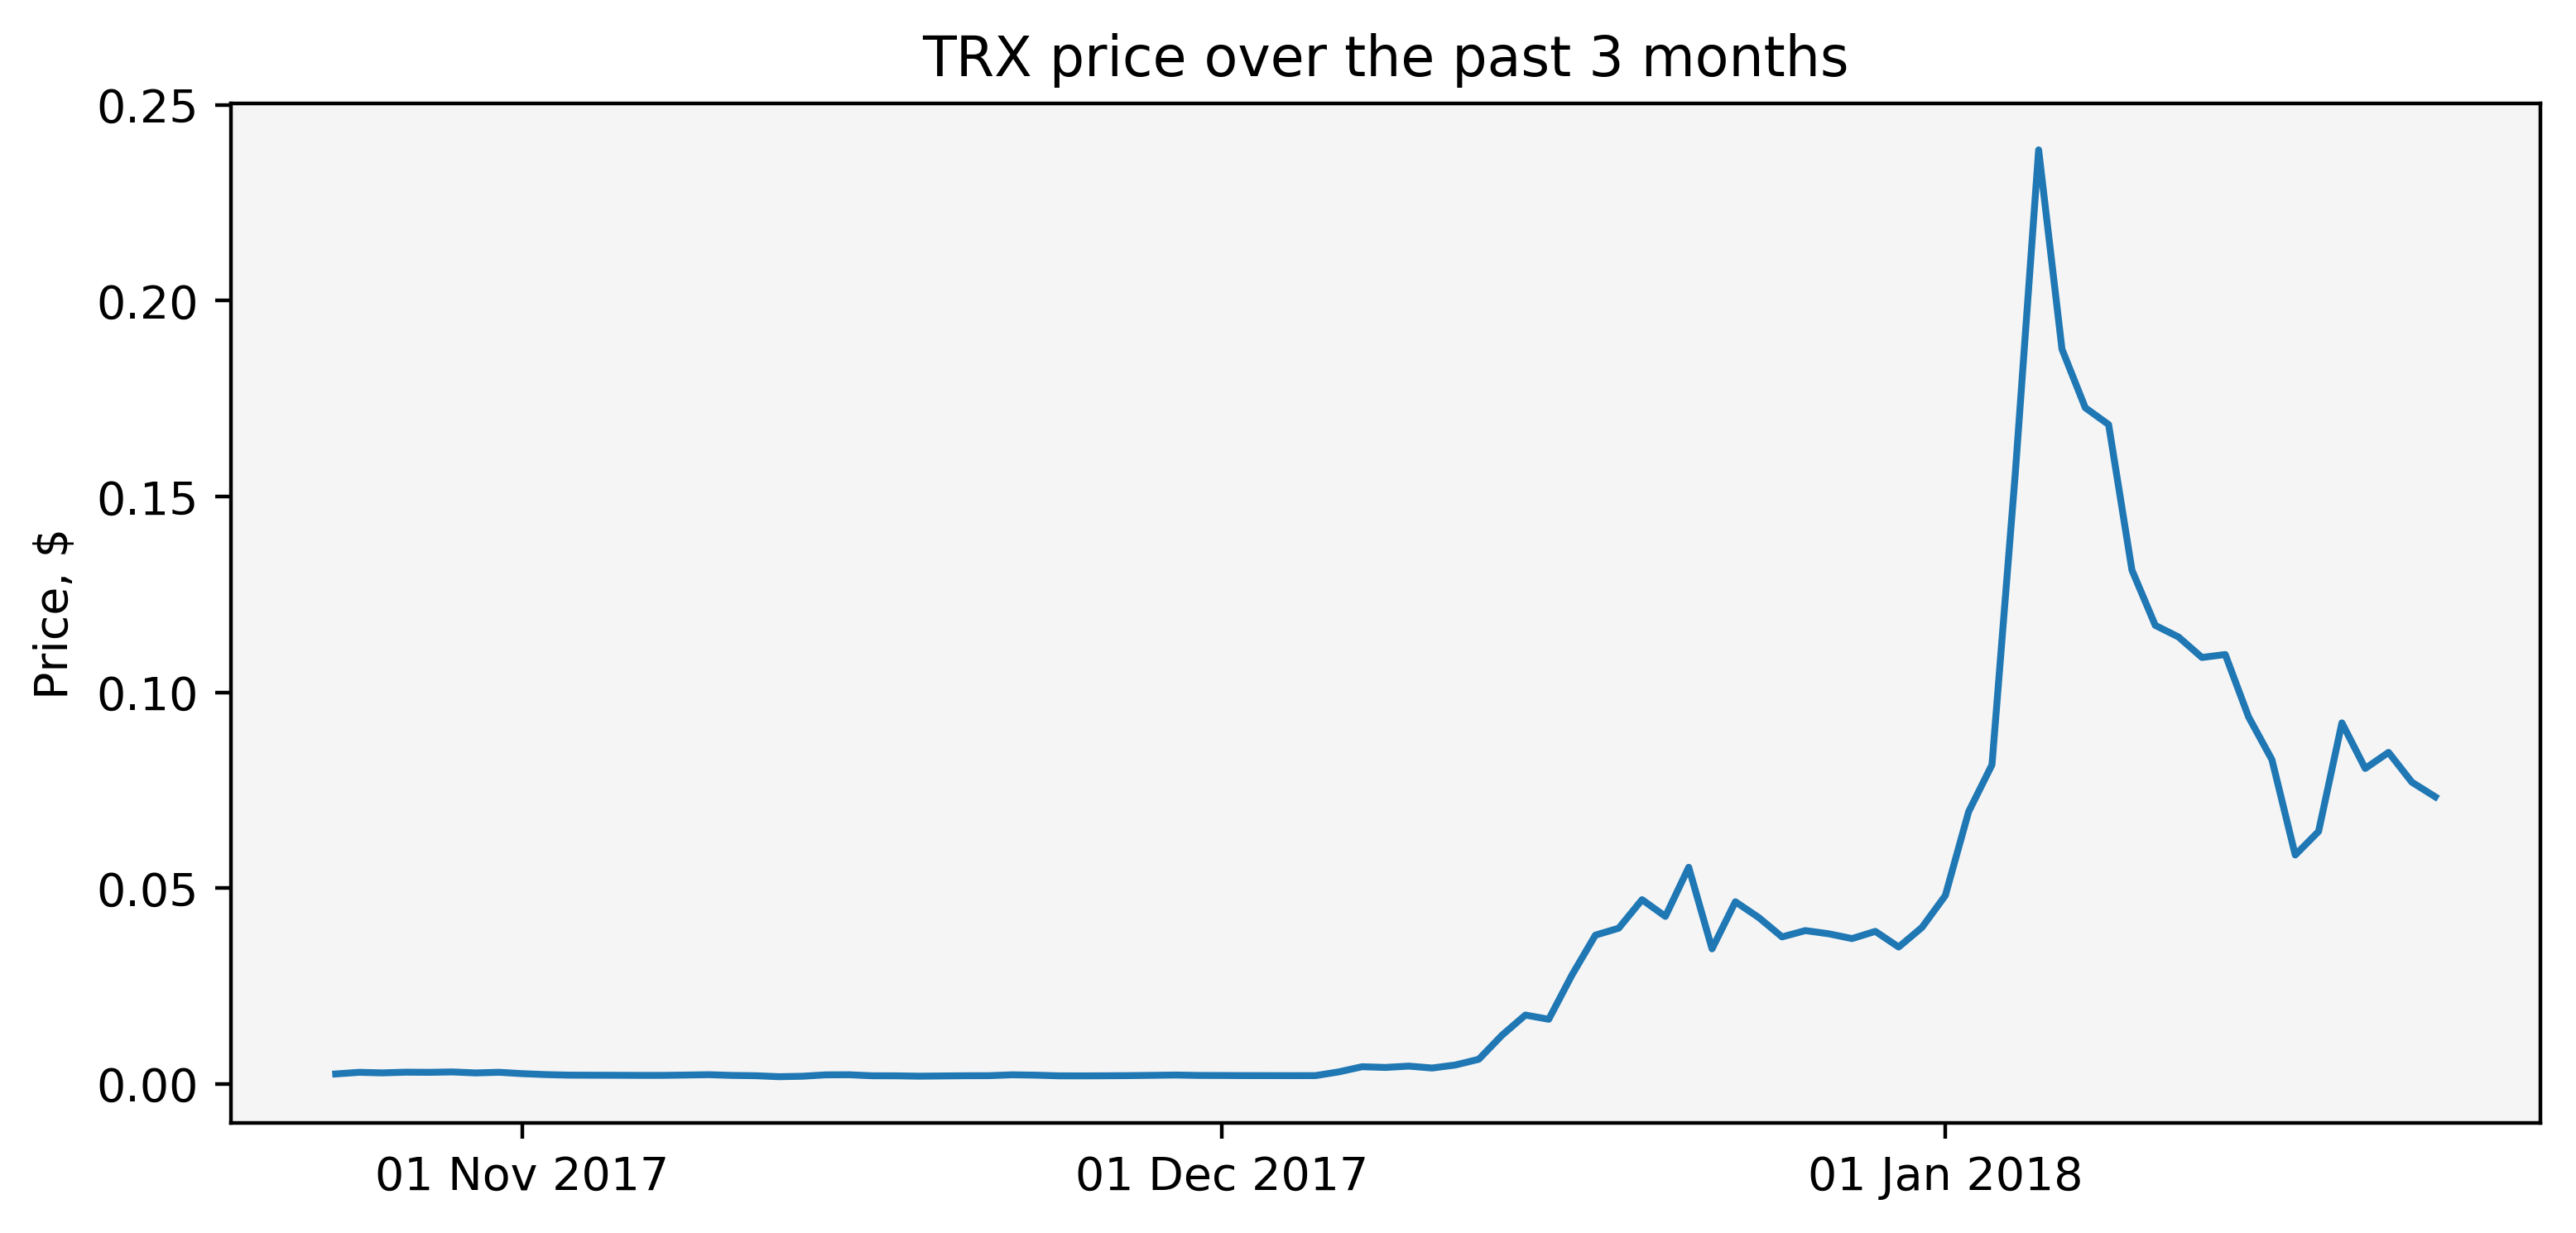 TRX price over the past 3 months
0.25
0.20
0.15
0.10
0.05
0.00
Price, $
01 Nov 2017
01 Dec 2017
01 Jan 2018